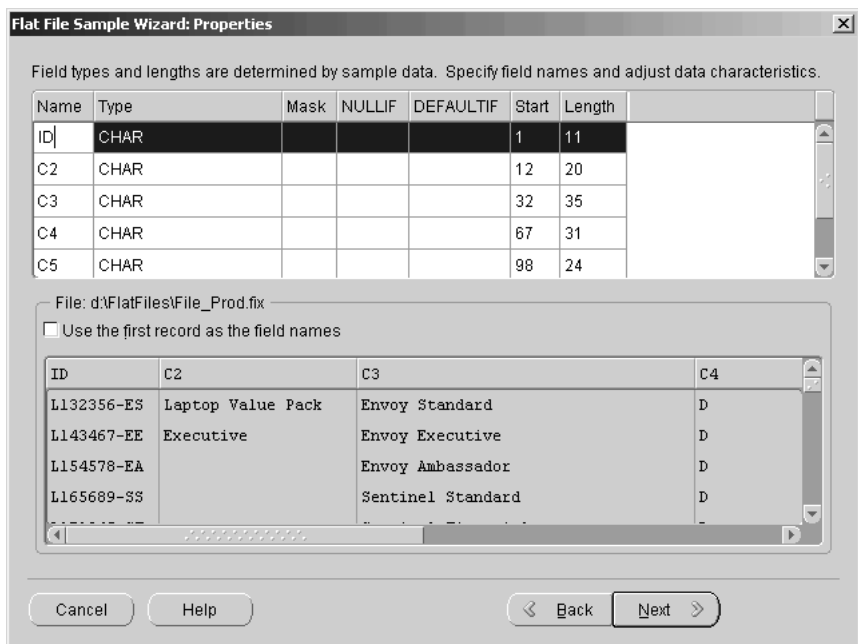 Flat File Sample Wizard: Properties
Field types and lengths are determined by sample data. Specify field names and adjust data characteristics.
Name Type Mask NULLIF DEFAULTIF Start Length
ID CHAR 1 11
C2 CHAR 12 20
C3 CHAR 32 35
C4 CHAR 67 31
C5 CHAR 98 24
File: d:\FlatFiles\File_Prod.fix
Use the first record as the field names
ID C2 C3 C4
L132356-ES Laptop Value Pack Envoy Standard D
L143467-EE Executive Envoy Executive D
L154578-EA Envoy Ambassador D
L165689-SS Sentinel Standard D
Cancel Help Back Next